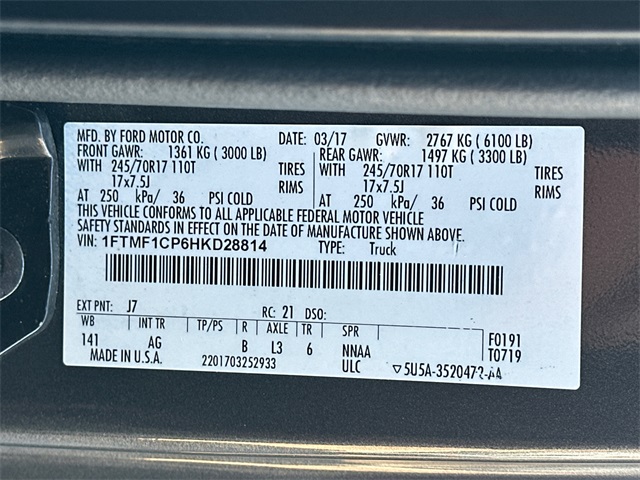 MFD. BY FORD MOTOR CO. DATE: 03/17 GVWR: 2767 KG ( 6100 LB)
FRONT GAWR: 1361 KG ( 3000 LB) REAR GAWR: 1497 KG ( 3300 LB)
WITH 245/70R17 110T TIRES WITH 245/70R17 110T TIRES
17x7.5J RIMS 17x7.5J RIMS
AT 250 kPa/ 36 PSI COLD AT 250 kPa/ 36 PSI COLD
THIS VEHICLE CONFORMS TO ALL APPLICABLE FEDERAL MOTOR VEHICLE
SAFETY STANDARDS IN EFFECT ON THE DATE OF MANUFACTURE SHOWN ABOVE.
VIN: 1FTMF1CP6HKD28814 TYPE: Truck
EXT PNT: J7 RC: 21 DSO:
WB INT TR TP/PS R AXLE TR SPR F0191
141 AG B L3 6 NNAA T0719
MADE IN U.S.A. 2201703252933 ULC ▽5U5A-3520472-AA